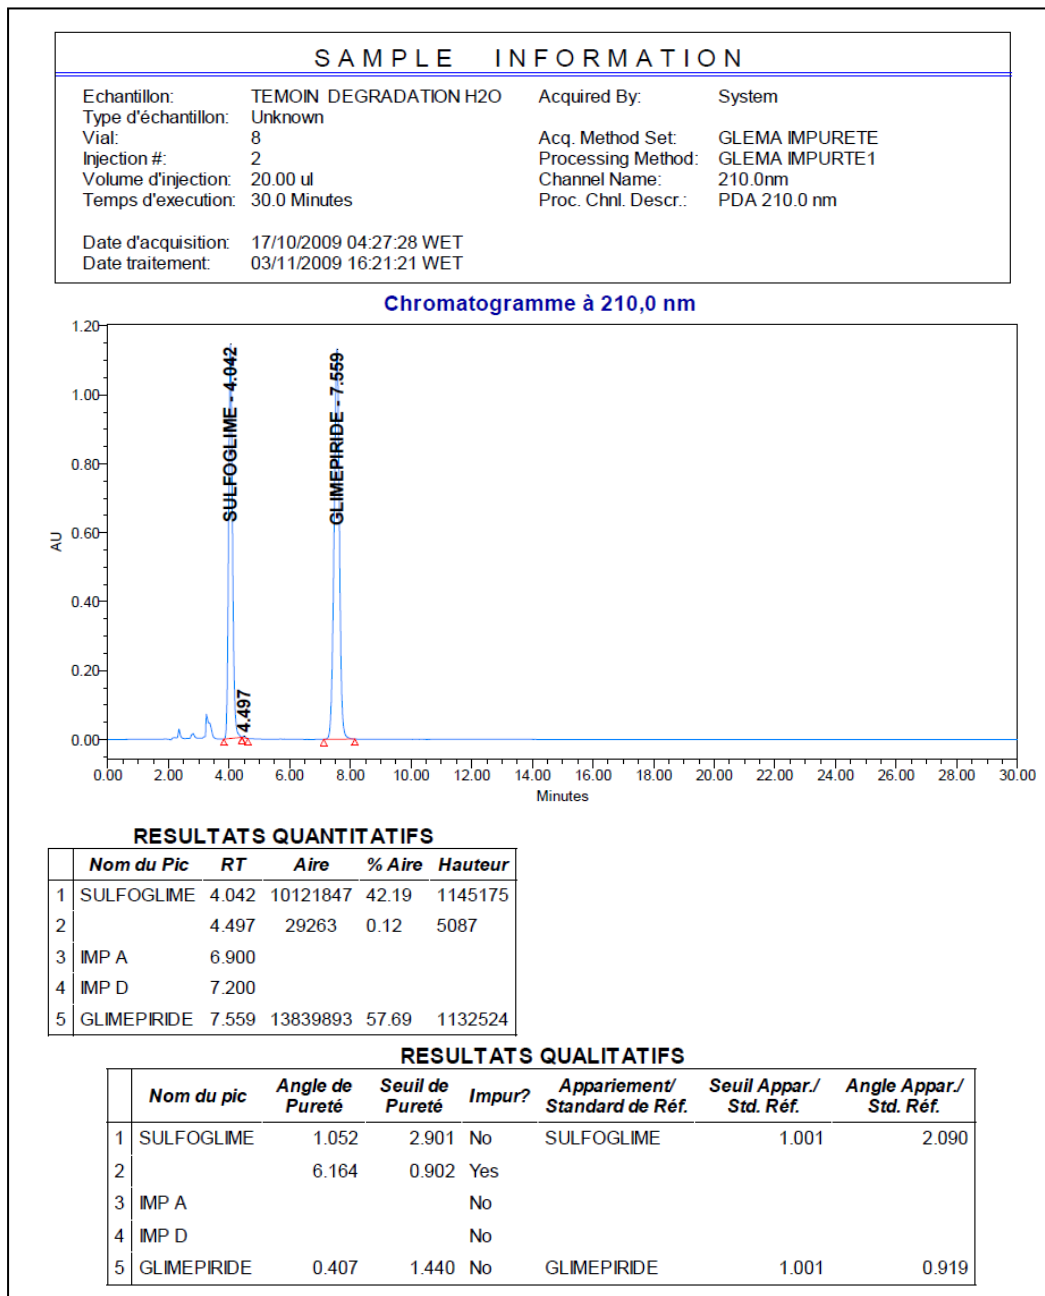 SAMPLE INFORMATION
Echantillon: TEMOIN DEGRADATION H2O Acquired By: System
Type d'échantillon: Unknown
Vial: 8 Acq. Method Set: GLEMA IMPURETE
Injection #: 2 Processing Method: GLEMA IMPURTE1
Volume d'injection: 20.00 ul Channel Name: 210.0nm
Temps d'execution: 30.0 Minutes Proc. Chnl. Descr.: PDA 210.0 nm
Date d'acquisition: 17/10/2009 04:27:28 WET
Date traitement: 03/11/2009 16:21:21 WET
Chromatogramme à 210,0 nm
AU
1.20
1.00
0.80
0.60
0.40
0.20
0.00
SULFOGLIME - 4.042
4.497
GLIMEPIRIDE - 7.559
0.00 2.00 4.00 6.00 8.00 10.00 12.00 14.00 16.00 18.00 20.00 22.00 24.00 26.00 28.00 30.00
Minutes
RESULTATS QUANTITATIFS
Nom du Pic RT Aire % Aire Hauteur
1 SULFOGLIME 4.042 10121847 42.19 1145175
2 4.497 29263 0.12 5087
3 IMP A 6.900
4 IMP D 7.200
5 GLIMEPIRIDE 7.559 13839893 57.69 1132524
RESULTATS QUALITATIFS
Nom du pic Angle de Pureté Seuil de Pureté Impur? Appariement/ Standard de Réf. Seuil Appar./ Std. Réf. Angle Appar./ Std. Réf.
1 SULFOGLIME 1.052 2.901 No SULFOGLIME 1.001 2.090
2 6.164 0.902 Yes
3 IMP A No
4 IMP D No
5 GLIMEPIRIDE 0.407 1.440 No GLIMEPIRIDE 1.001 0.919